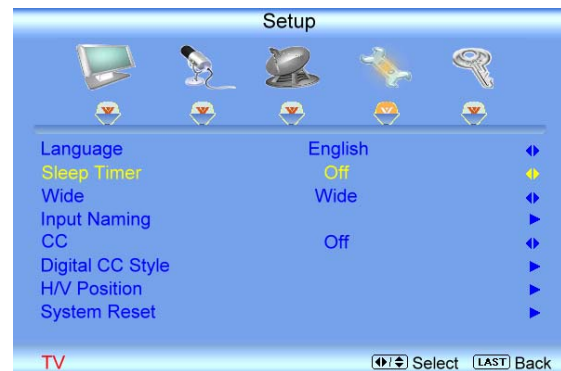 Setup
Language English
Sleep Timer Off
Wide Wide
Input Naming
CC Off
Digital CC Style
H/V Position
System Reset
TV / Select LAST Back